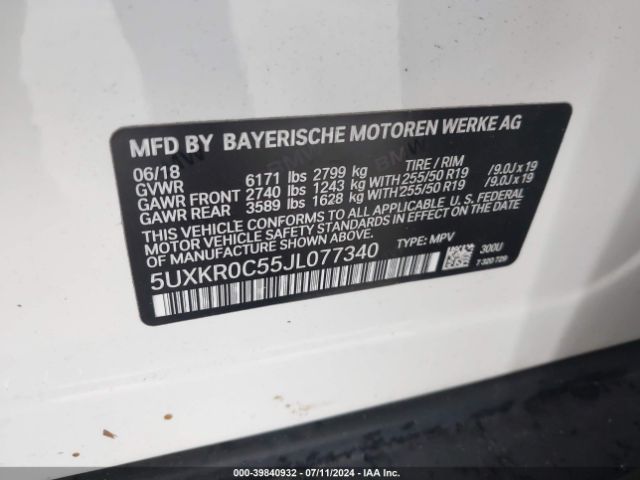 MFD BY BAYERISCHE MOTOREN WERKE AG
06/18
GVWR 6171 lbs 2799 kg TIRE / RIM
GAWR FRONT 2740 lbs 1243 kg WITH 255/50 R19 /9.0J x 19
GAWR REAR 3589 lbs 1628 kg WITH 255/50 R19 /9.0J x 19
THIS VEHICLE CONFORMS TO ALL APPLICABLE U.S. FEDERAL
MOTOR VEHICLE SAFETY STANDARDS IN EFFECT ON THE DATE
OF MANUFACTURE SHOWN ABOVE.
5UXKR0C55JL077340 TYPE: MPV 300U
7 320 729
000-39840932 - 07/11/2024 - IAA Inc.